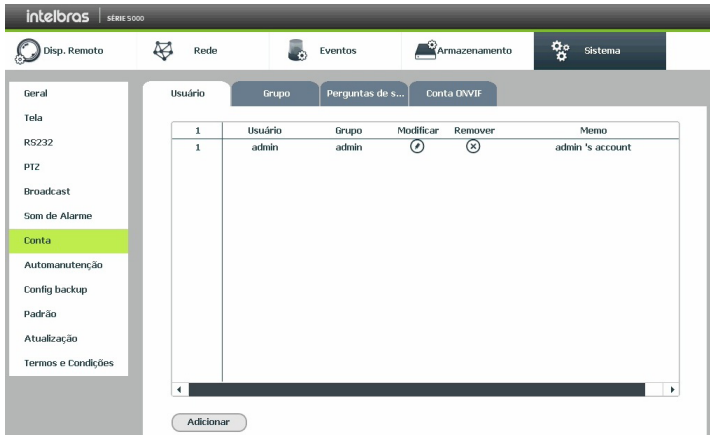 intelbras SÉRIE 5000
Disp. Remoto Rede Eventos Armazenamento Sistema
Geral
Tela
RS232
PTZ
Broadcast
Som de Alarme
Conta
Automanutenção
Config backup
Padrão
Atualização
Termos e Condições
Usuário Grupo Perguntas de s... Conta ONVIF
1 Usuário Grupo Modificar Remover Memo
1 admin admin admin 's account
Adicionar